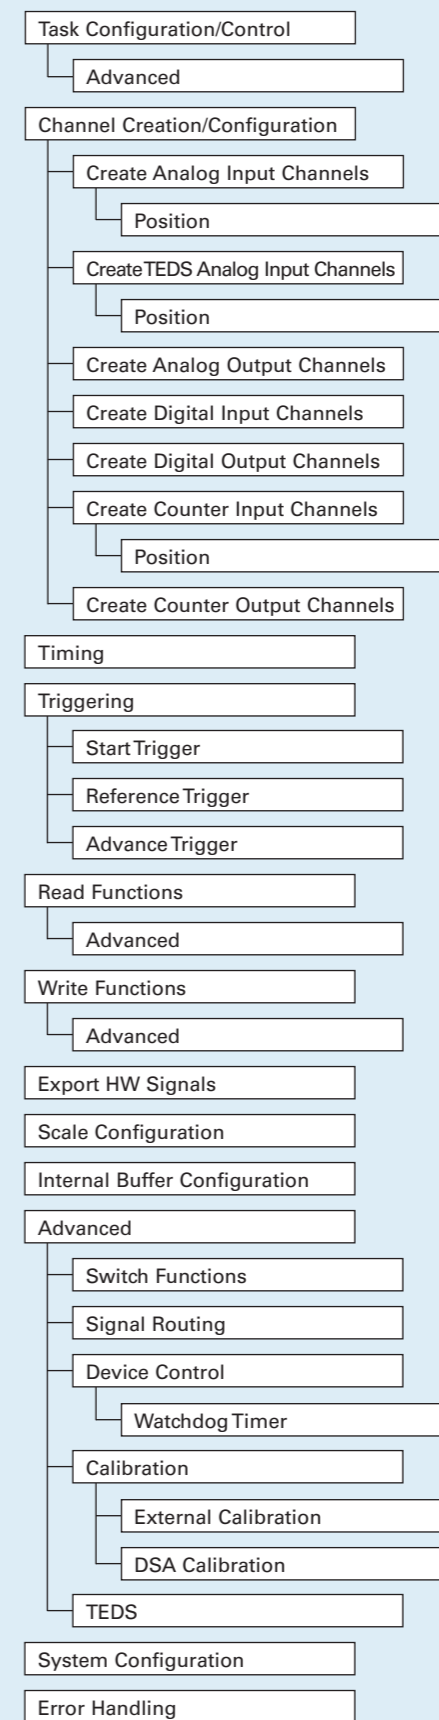 Task Configuration/Control
Advanced
Channel Creation/Configuration
Create Analog Input Channels
Position
Create TEDS Analog Input Channels
Position
Create Analog Output Channels
Create Digital Input Channels
Create Digital Output Channels
Create Counter Input Channels
Position
Create Counter Output Channels
Timing
Triggering
Start Trigger
Reference Trigger
Advance Trigger
Read Functions
Advanced
Write Functions
Advanced
Export HW Signals
Scale Configuration
Internal Buffer Configuration
Advanced
Switch Functions
Signal Routing
Device Control
Watchdog Timer
Calibration
External Calibration
DSA Calibration
TEDS
System Configuration
Error Handling